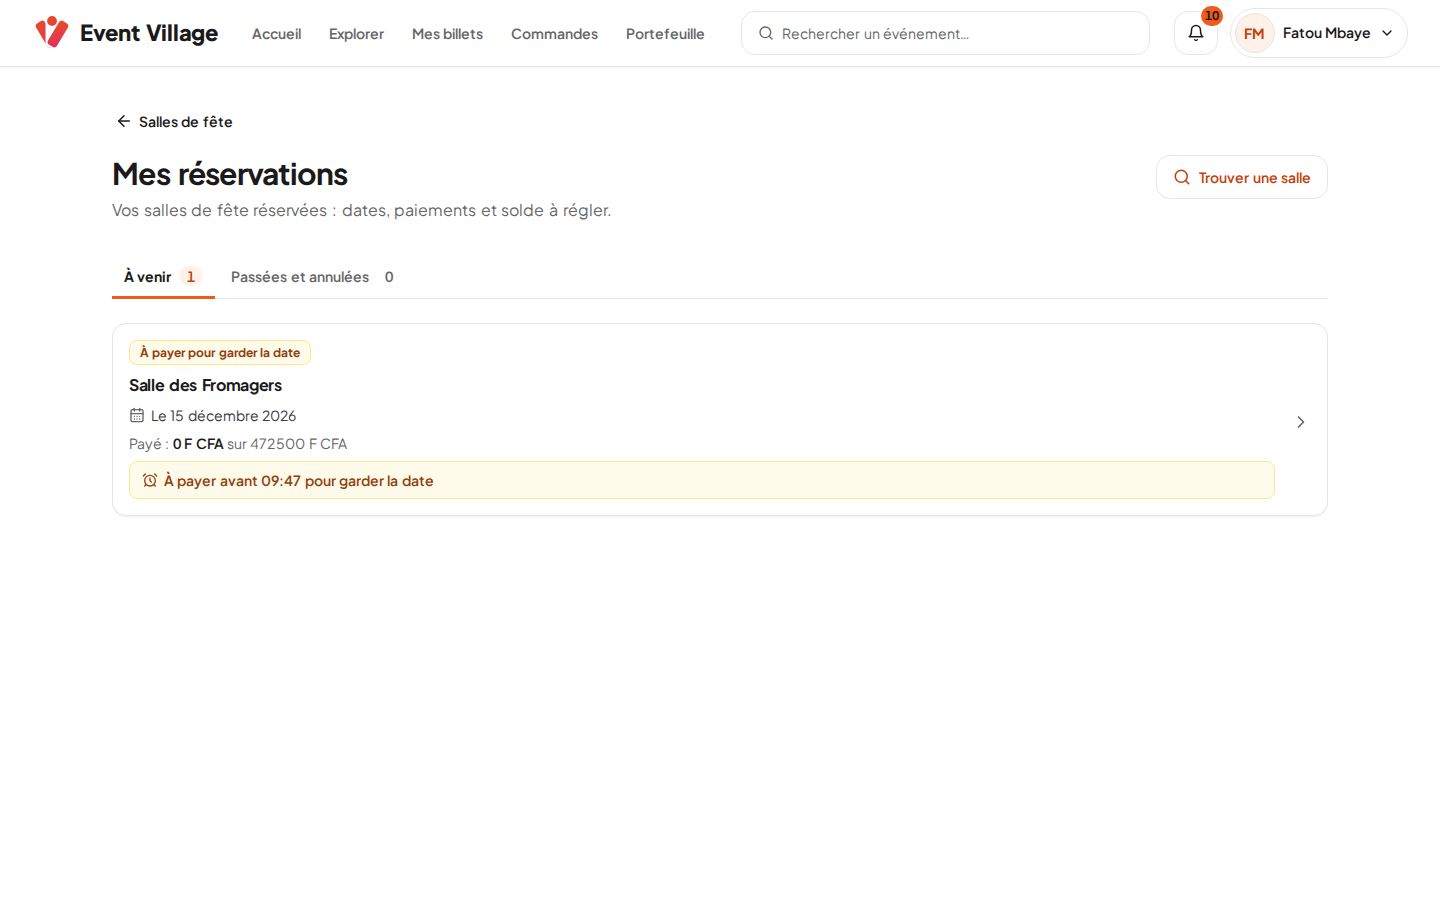 Event Village
Accueil
Explorer
Mes billets
Commandes
Portefeuille
Rechercher un événement...
10
FM
Fatou Mbaye
Salles de fête
Mes réservations
Trouver une salle
Vos salles de fête réservées : dates, paiements et solde à régler.
À venir 1
Passées et annulées 0
À payer pour garder la date
Salle des Fromagers
Le 15 décembre 2026
Payé : 0 F CFA sur 472500 F CFA
À payer avant 09:47 pour garder la date